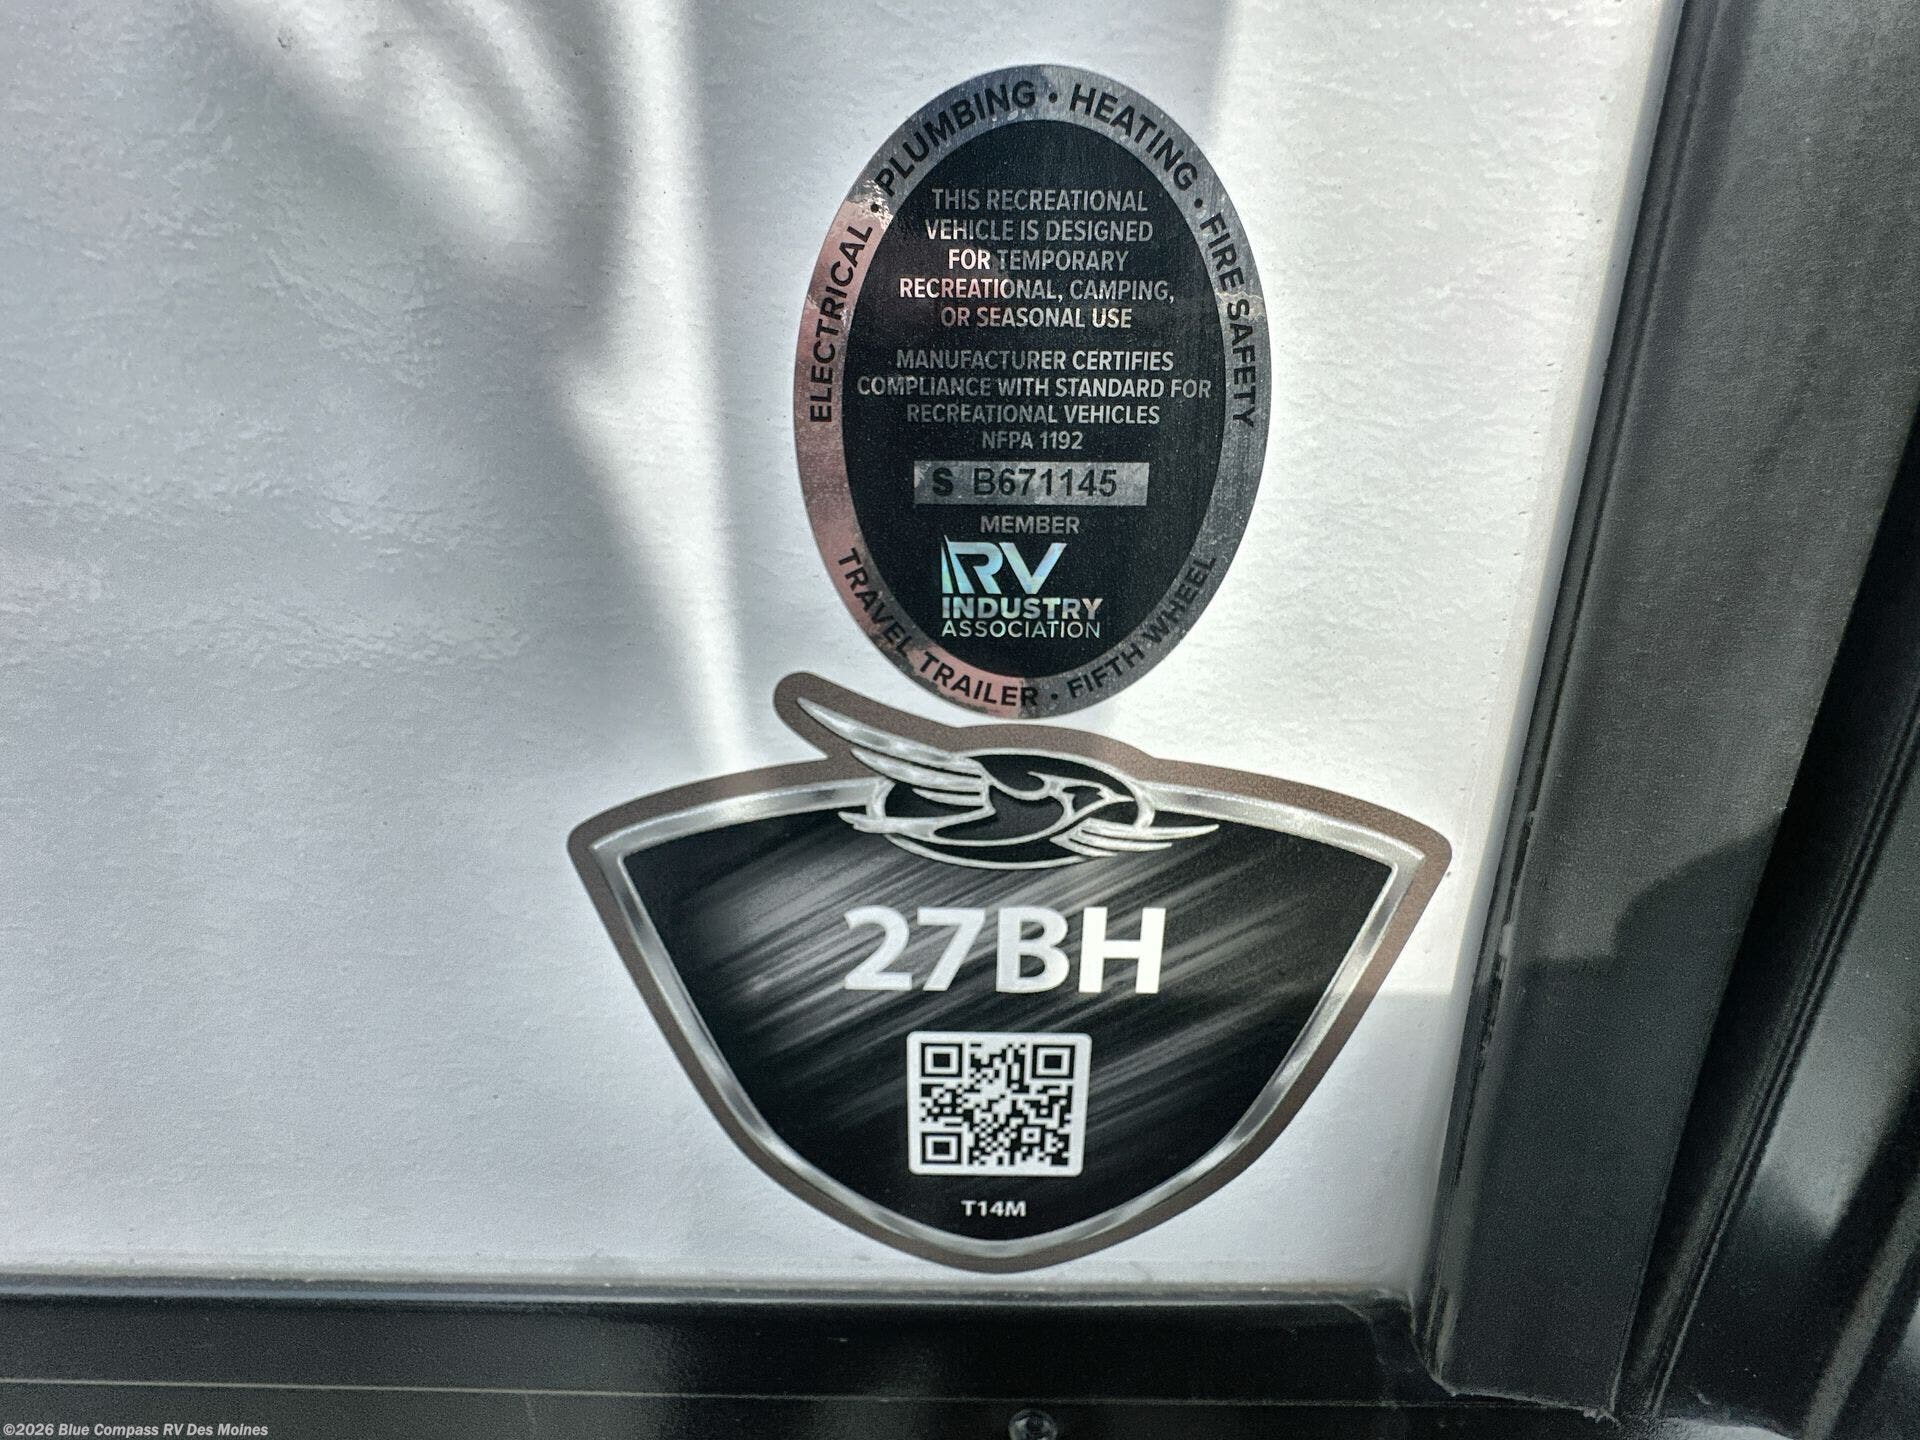 ELECTRICAL • PLUMBING • HEATING • FIRE SAFETY
THIS RECREATIONAL
VEHICLE IS DESIGNED
FOR TEMPORARY
RECREATIONAL, CAMPING,
OR SEASONAL USE
MANUFACTURER CERTIFIES
COMPLIANCE WITH STANDARD FOR
RECREATIONAL VEHICLES
NFPA 1192
S B671145
MEMBER
RV
INDUSTRY
ASSOCIATION
TRAVEL TRAILER • FIFTH WHEEL
27BH
T14M
©2026 Blue Compass RV Des Moines